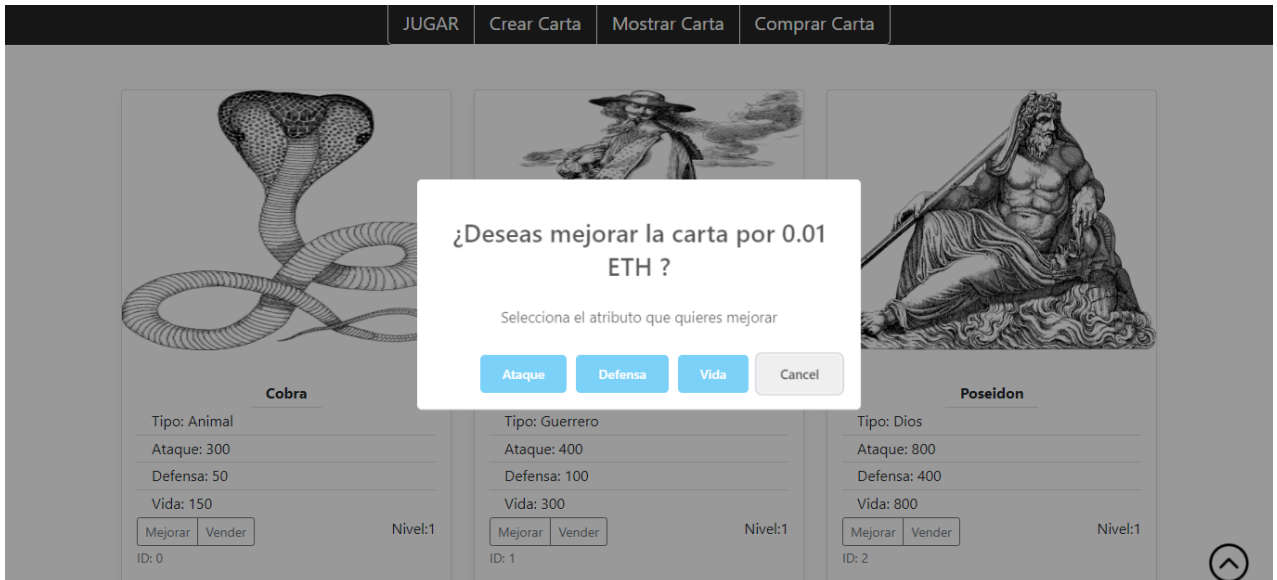 JUGAR Crear Carta Mostrar Carta Comprar Carta
¿Deseas mejorar la carta por 0.01
ETH ?
Selecciona el atributo que quieres mejorar
Ataque Defensa Vida Cancel
Cobra
Tipo: Animal
Ataque: 300
Defensa: 50
Vida: 150
Mejorar Vender Nivel:1
ID: 0
Tipo: Guerrero
Ataque: 400
Defensa: 100
Vida: 300
Mejorar Vender Nivel:1
ID: 1
Poseidon
Tipo: Dios
Ataque: 800
Defensa: 400
Vida: 800
Mejorar Vender Nivel:1
ID: 2